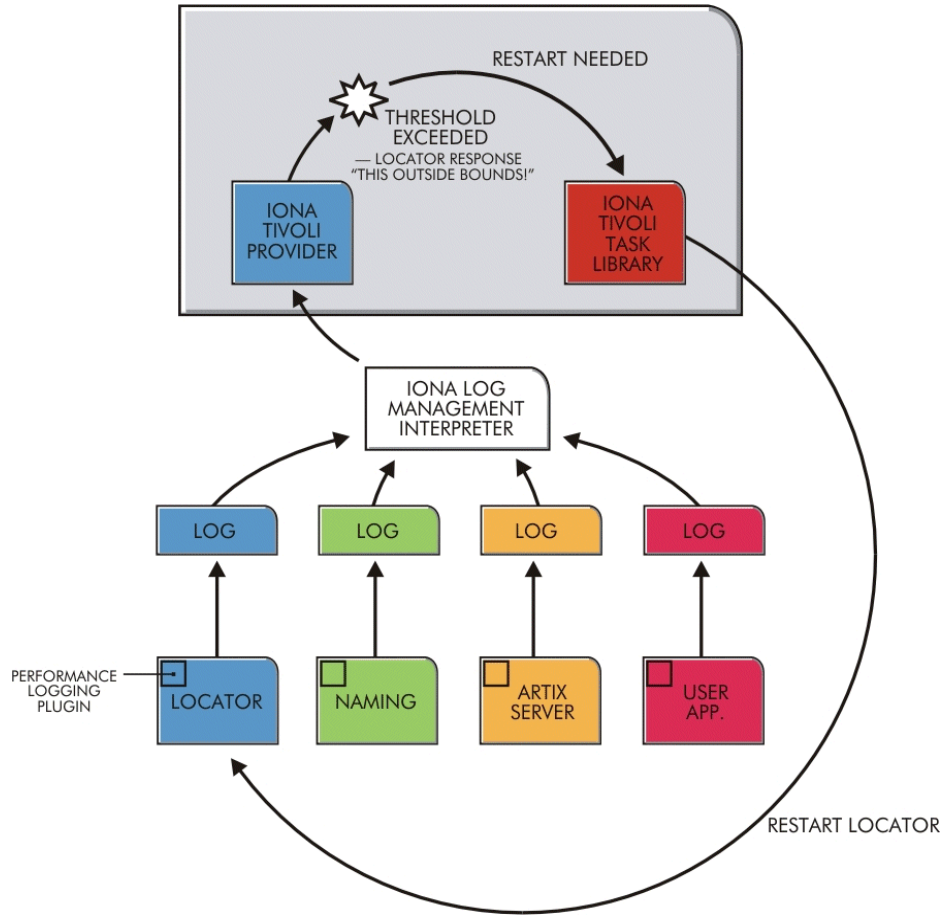 RESTART NEEDED
THRESHOLD
EXCEEDED
— LOCATOR RESPONSE
“THIS OUTSIDE BOUNDS!”
IONA
TIVOLI
PROVIDER
IONA
TIVOLI
TASK
LIBRARY
IONA LOG
MANAGEMENT
INTERPRETER
LOG
LOG
LOG
LOG
PERFORMANCE
LOGGING
PLUGIN
LOCATOR
NAMING
ARTIX
SERVER
USER
APP.
RESTART LOCATOR